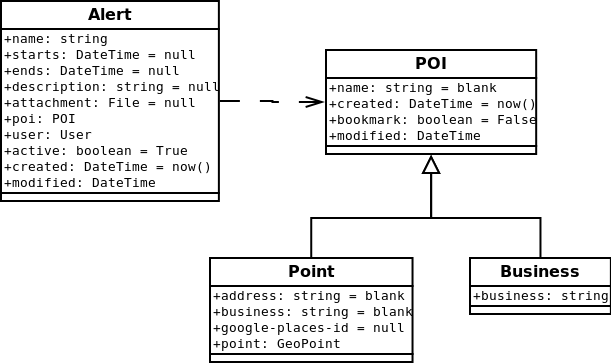 Alert
+name: string
+starts: DateTime = null
+ends: DateTime = null
+description: string = null
+attachment: File = null
+poi: POI
+user: User
+active: boolean = True
+created: DateTime = now()
+modified: DateTime
POI
+name: string = blank
+created: DateTime = now()
+bookmark: boolean = False
+modified: DateTime
Point
+address: string = blank
+business: string = blank
+google-places-id = null
+point: GeoPoint
Business
+business: string